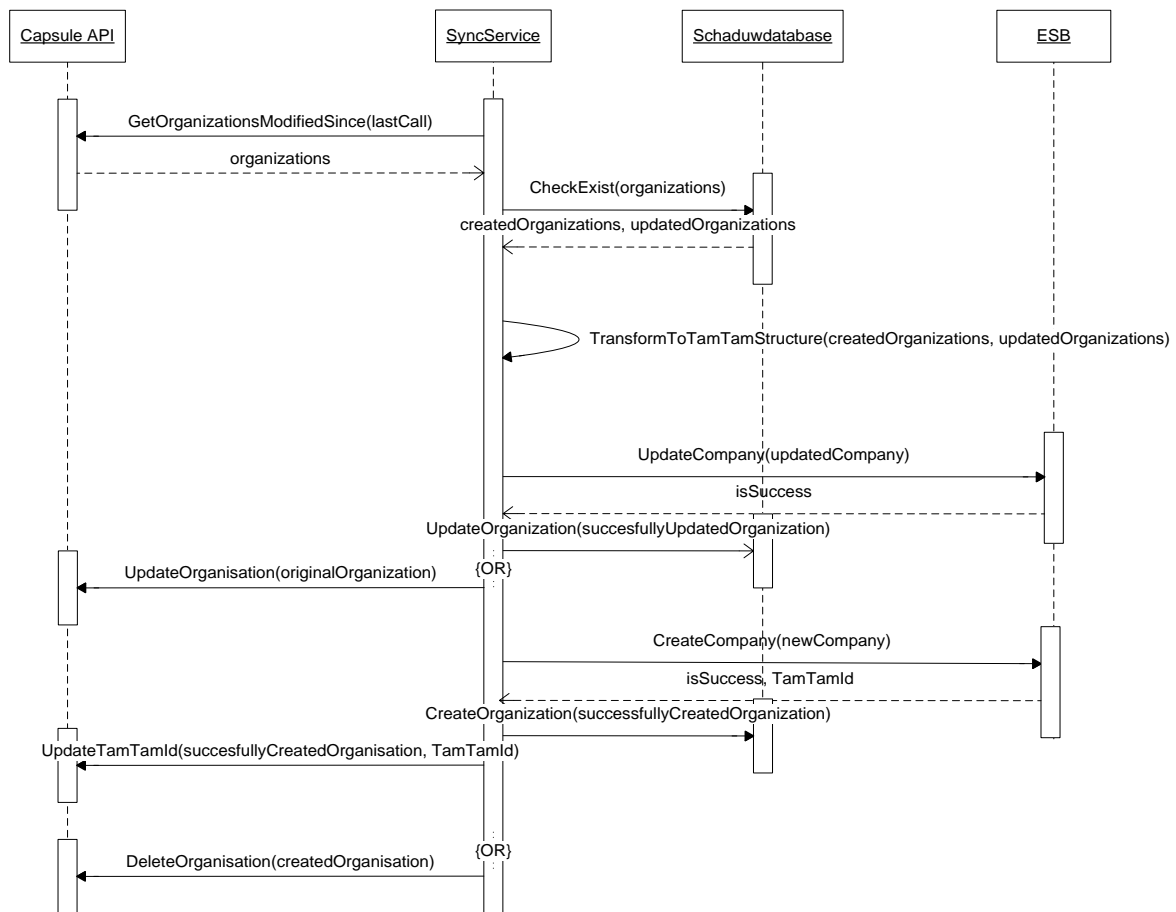 Capsule API
SyncService
Schaduwdatabase
ESB
GetOrganizationsModifiedSince(lastCall)
organizations
CheckExist(organizations)
createdOrganizations, updatedOrganizations
TransformToTamTamStructure(createdOrganizations, updatedOrganizations)
UpdateCompany(updatedCompany)
isSuccess
UpdateOrganization(succesfullyUpdatedOrganization)
{OR}
UpdateOrganisation(originalOrganization)
CreateCompany(newCompany)
isSuccess, TamTamId
CreateOrganization(successfullyCreatedOrganization)
UpdateTamTamId(succesfullyCreatedOrganisation, TamTamId)
{OR}
DeleteOrganisation(createdOrganisation)